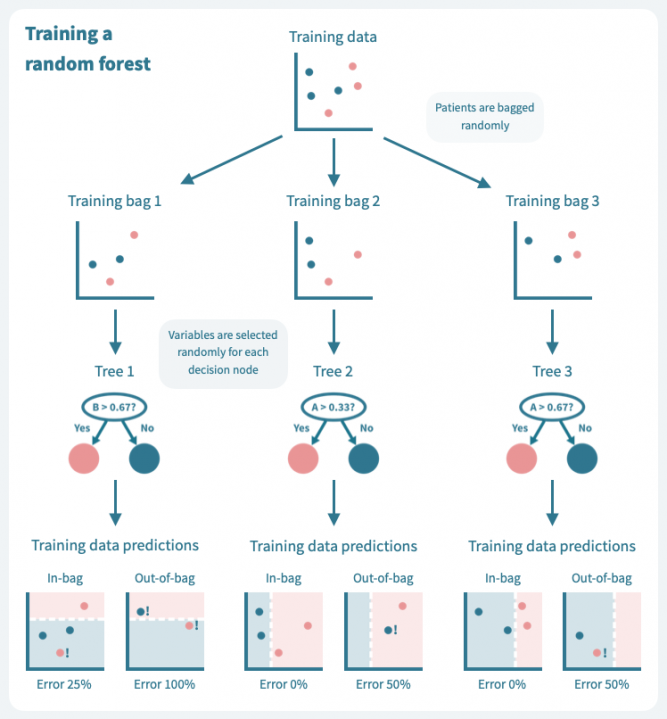 Training a
random forest
Training data
Patients are bagged
randomly
Training bag 1
Training bag 2
Training bag 3
Variables are selected
randomly for each
decision node
Tree 1
Tree 2
Tree 3
B > 0.67?
A > 0.33?
A > 0.67?
Yes
No
Yes
No
Yes
No
Training data predictions
Training data predictions
Training data predictions
In-bag
Out-of-bag
In-bag
Out-of-bag
In-bag
Out-of-bag
!
!
!
!
!
Error 25%
Error 100%
Error 0%
Error 50%
Error 0%
Error 50%